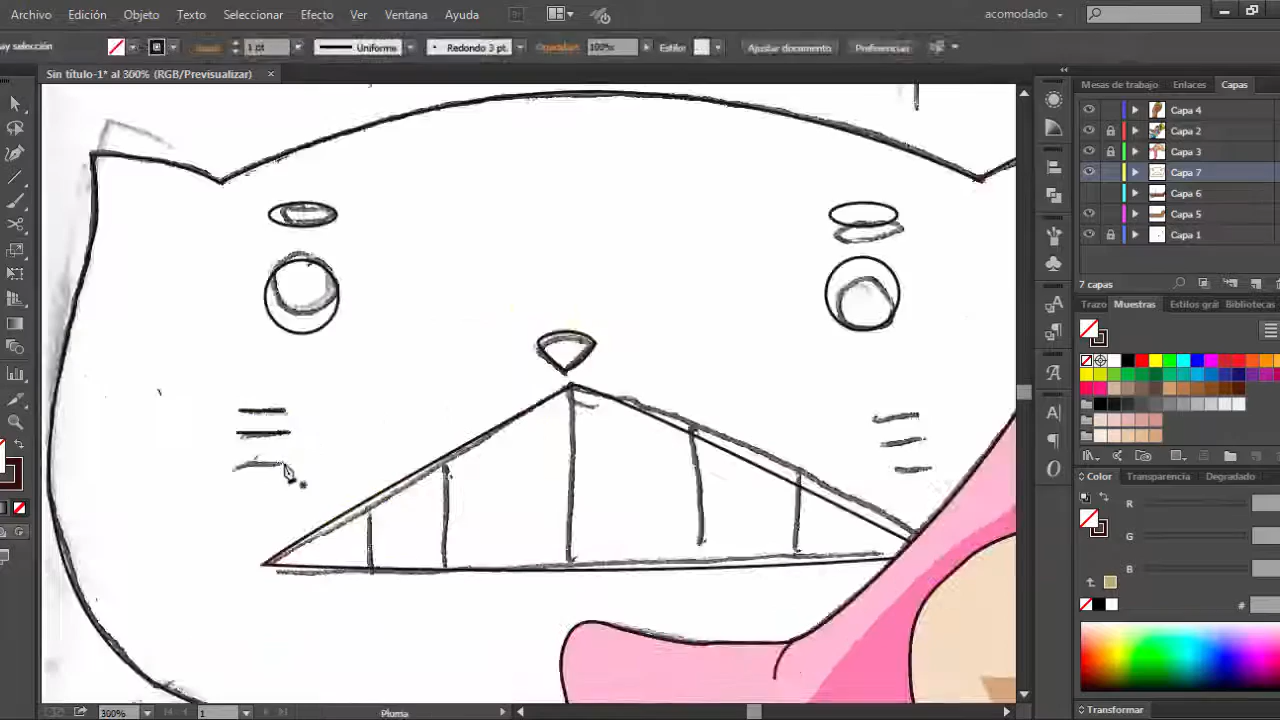 Archivo Edición Objeto Texto Seleccionar Efecto Ver Ventana Ayuda Br acomodado
ay selección 1 pt Uniforme Redondo 3 pt. Opacidad: 100% Estilo: Ajustar documento Preferencias
Sin título-1* al 300% (RGB/Previsualizar) ×
Mesas de trabajo Enlaces Capas
Capa 4
Capa 2
Capa 3
Capa 7
Capa 6
Capa 5
Capa 1
7 capas
Trazo Muestras Estilos grá Bibliotecas
Color Transparencia Degradado
R
G
B
#
Transformar
300% 1 Pluma